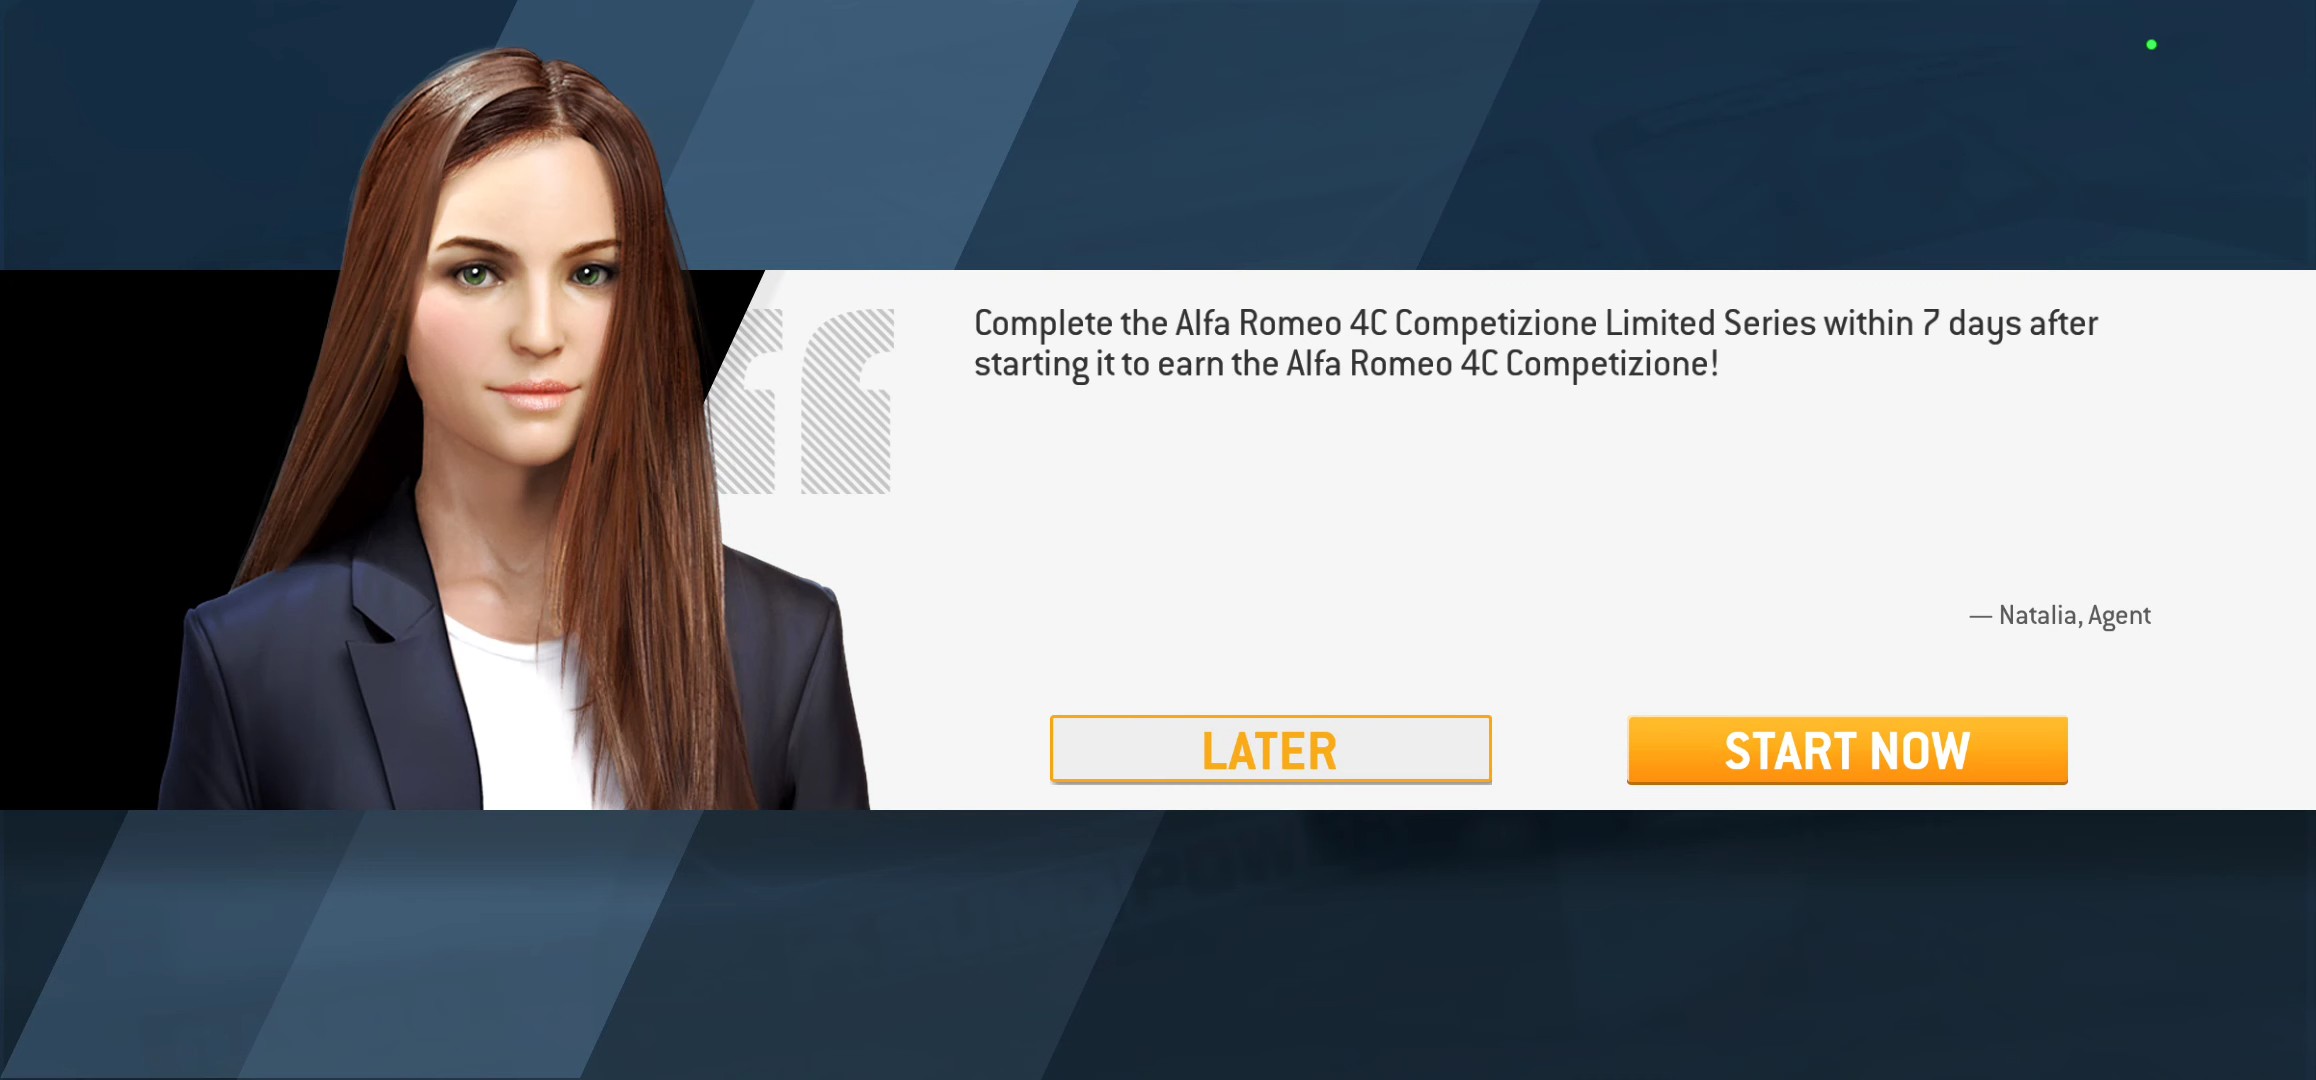 Complete the Alfa Romeo 4C Competizione Limited Series within 7 days after
starting it to earn the Alfa Romeo 4C Competizione!
— Natalia, Agent
LATER
START NOW